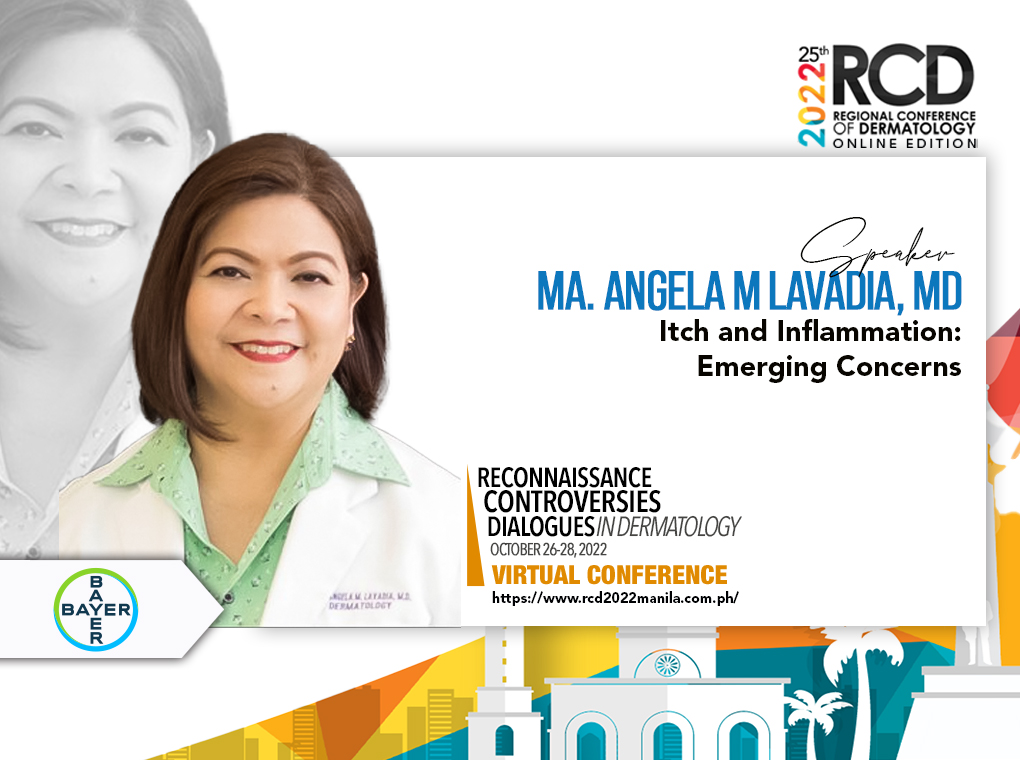 25th
2022
RCD
REGIONAL CONFERENCE
OF DERMATOLOGY
ONLINE EDITION
Speaker
MA. ANGELA M LAVADIA, MD
Itch and Inflammation:
Emerging Concerns
RECONNAISSANCE
CONTROVERSIES
DIALOGUES IN DERMATOLOGY
OCTOBER 26-28, 2022
VIRTUAL CONFERENCE
https://www.rcd2022manila.com.ph/
ANGELA M. LAVADIA, M.D.
DERMATOLOGY
BAYER
BAYER